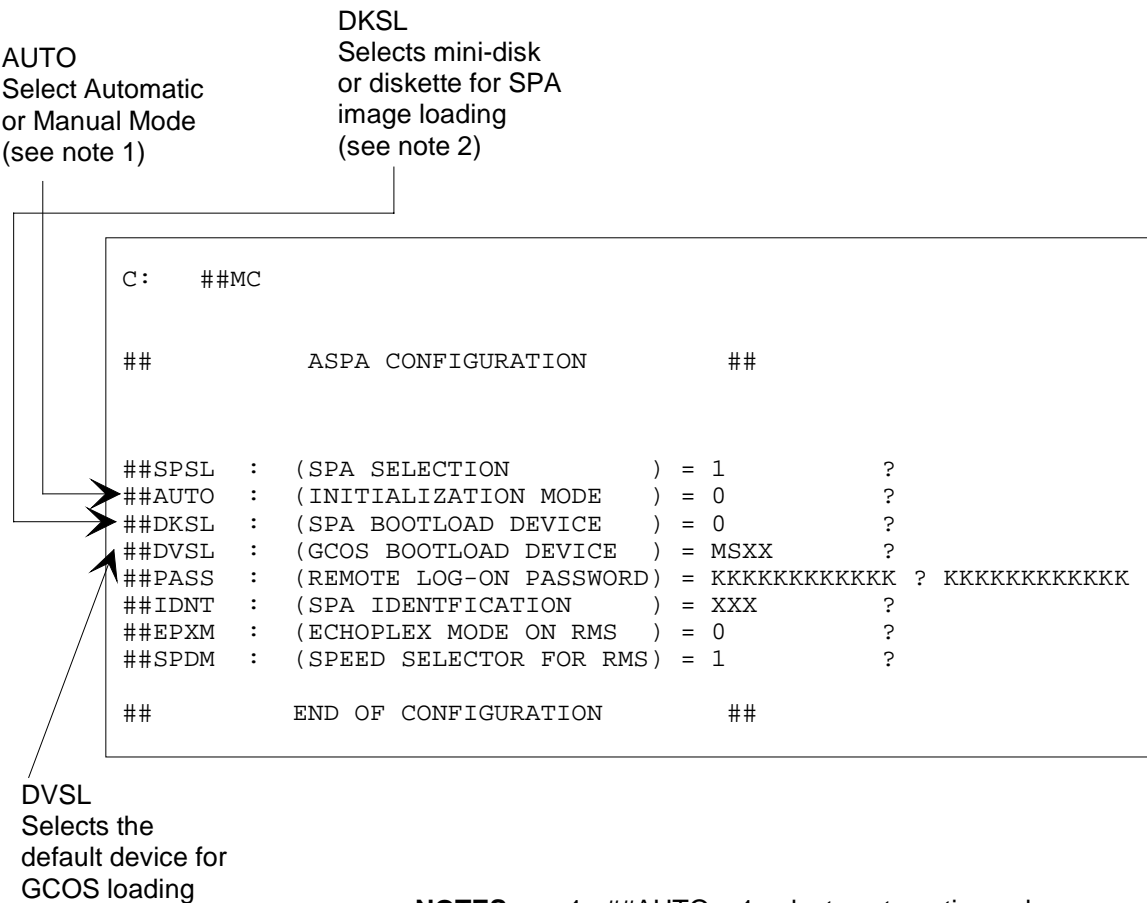 DKSL
Selects mini-disk
or diskette for SPA
image loading
(see note 2)
AUTO
Select Automatic
or Manual Mode
(see note 1)
C: ##MC
## ASPA CONFIGURATION ##
##SPSL : (SPA SELECTION ) = 1 ?
##AUTO : (INITIALIZATION MODE ) = 0 ?
##DKSL : (SPA BOOTLOAD DEVICE ) = 0 ?
##DVSL : (GCOS BOOTLOAD DEVICE ) = MSXX ?
##PASS : (REMOTE LOG-ON PASSWORD) = KKKKKKKKKKKK ? KKKKKKKKKKKK
##IDNT : (SPA IDENTFICATION ) = XXX ?
##EPXM : (ECHOPLEX MODE ON RMS ) = 0 ?
##SPDM : (SPEED SELECTOR FOR RMS) = 1 ?
## END OF CONFIGURATION ##
DVSL
Selects the
default device for
GCOS loading